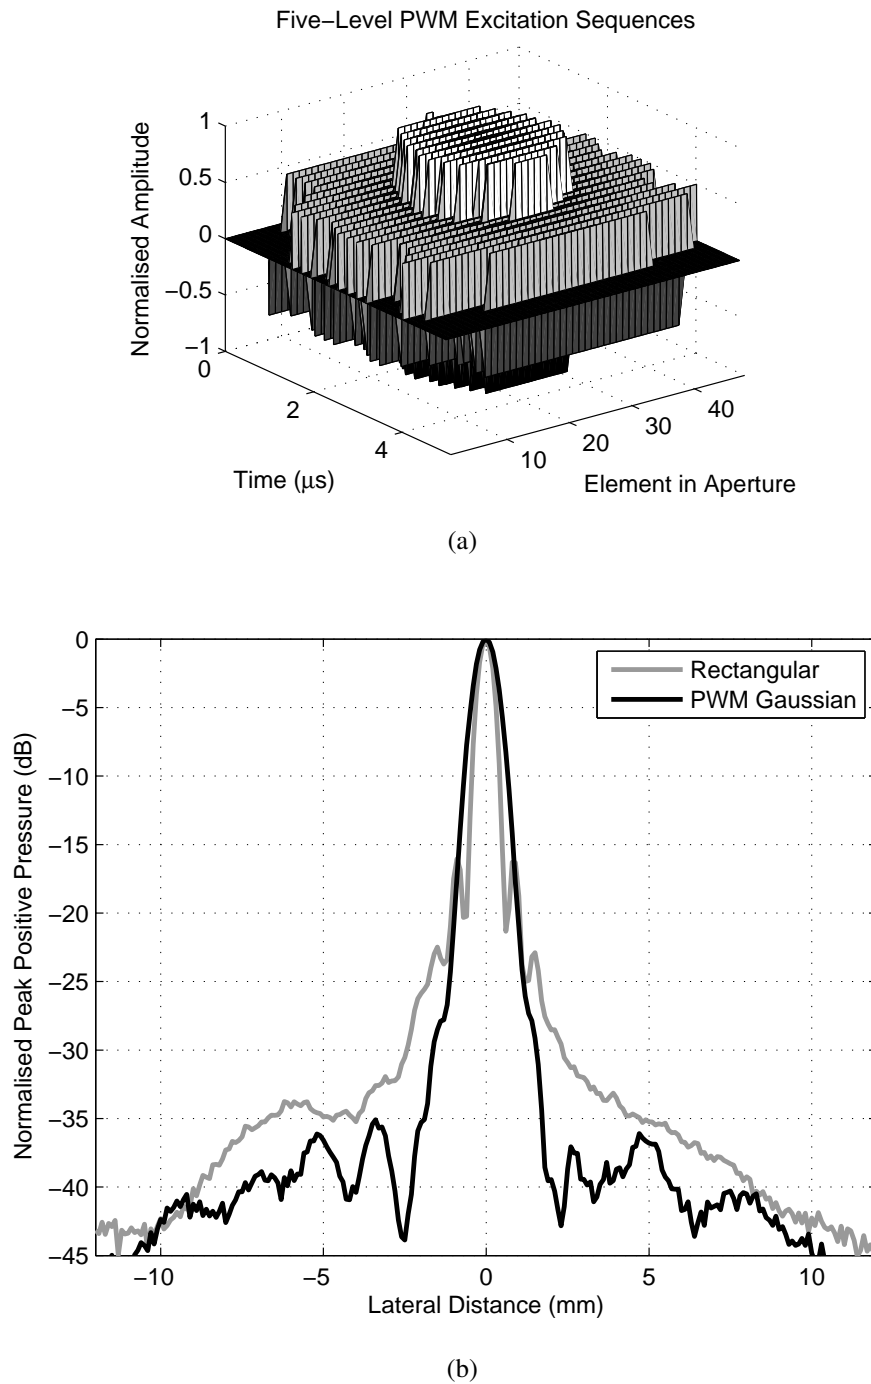 Five−Level PWM Excitation Sequences
Normalised Amplitude
1
0.5
0
−0.5
−1
0
2
4
Time (μs)
10
20
30
40
Element in Aperture
(a)
Normalised Peak Positive Pressure (dB)
0
−5
−10
−15
−20
−25
−30
−35
−40
−45
Rectangular
PWM Gaussian
−10
−5
0
5
10
Lateral Distance (mm)
(b)